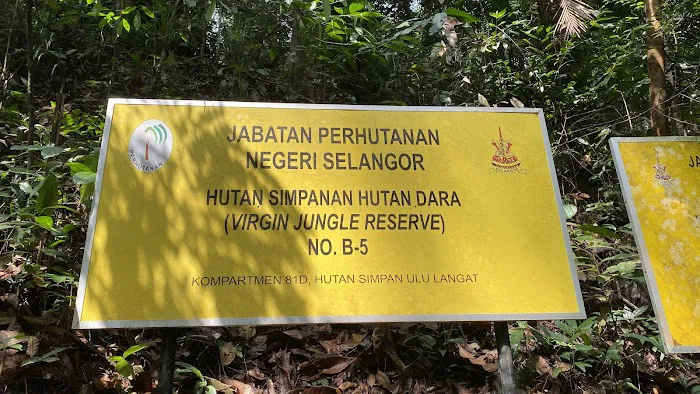 JABATAN PERHUTANAN
NEGERI SELANGOR
HUTAN SIMPANAN HUTAN DARA
(VIRGIN JUNGLE RESERVE)
NO. B-5
KOMPARTMEN 81D, HUTAN SIMPAN ULU LANGAT
PERHUTANAN
JA